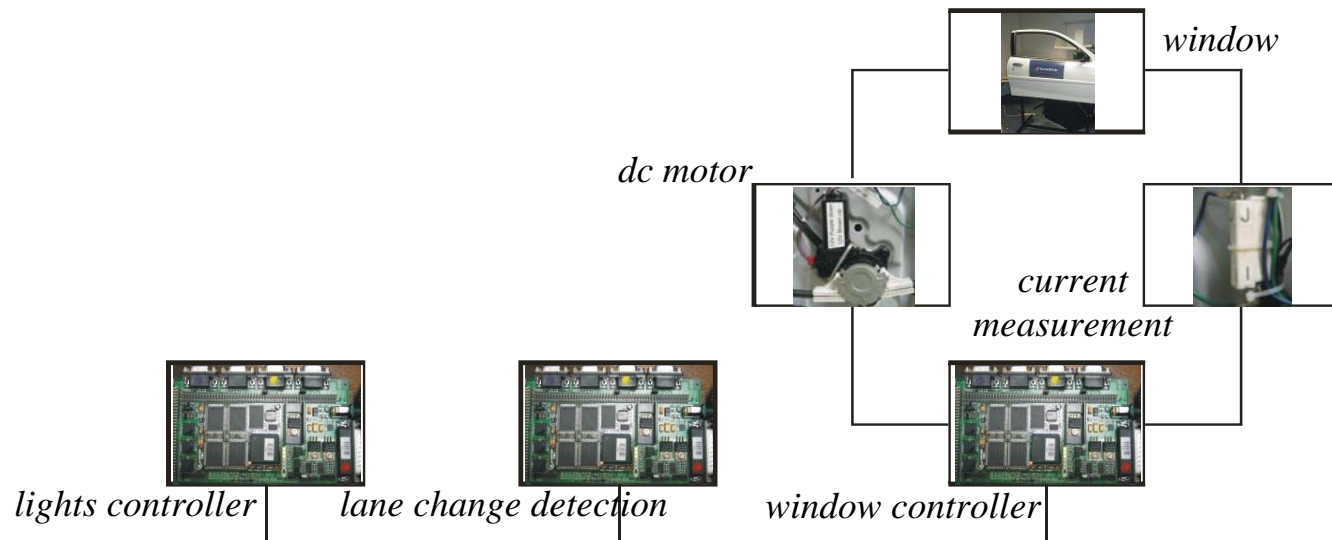 window
dc motor
current
measurement
lights controller
lane change detection
window controller